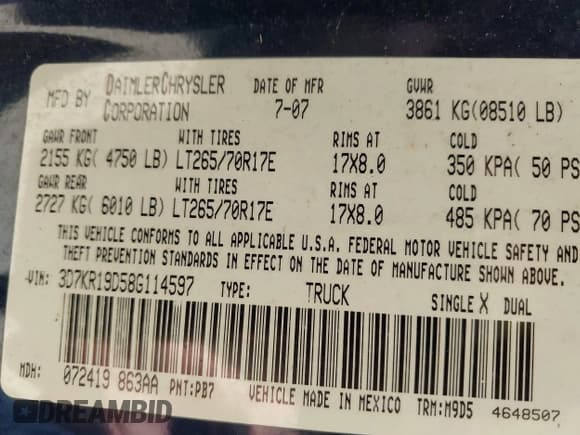 MFD BY DAIMLERCHRYSLER CORPORATION DATE OF MFR 7-07 GVWR 3861 KG(08510 LB)
GAWR FRONT WITH TIRES RIMS AT COLD
2155 KG( 4750 LB) LT265/70R17E 17X8.0 350 KPA( 50 PS
GAWR REAR WITH TIRES RIMS AT COLD
2727 KG( 6010 LB) LT265/70R17E 17X8.0 485 KPA( 70 PS
THIS VEHICLE CONFORMS TO ALL APPLICABLE U.S.A. FEDERAL MOTOR VEHICLE SAFETY AND
THEFT PREVENTION STANDARDS IN EFFECT ON THE DATE OF MANUFACTURE SHOWN ABOVE.
VIN: 3D7KR19D58G114597 TYPE: TRUCK SINGLE X DUAL
MDH: 072419 863AA PNT:PB7 VEHICLE MADE IN MEXICO TRM:M9D5 4648507
DREAMBID